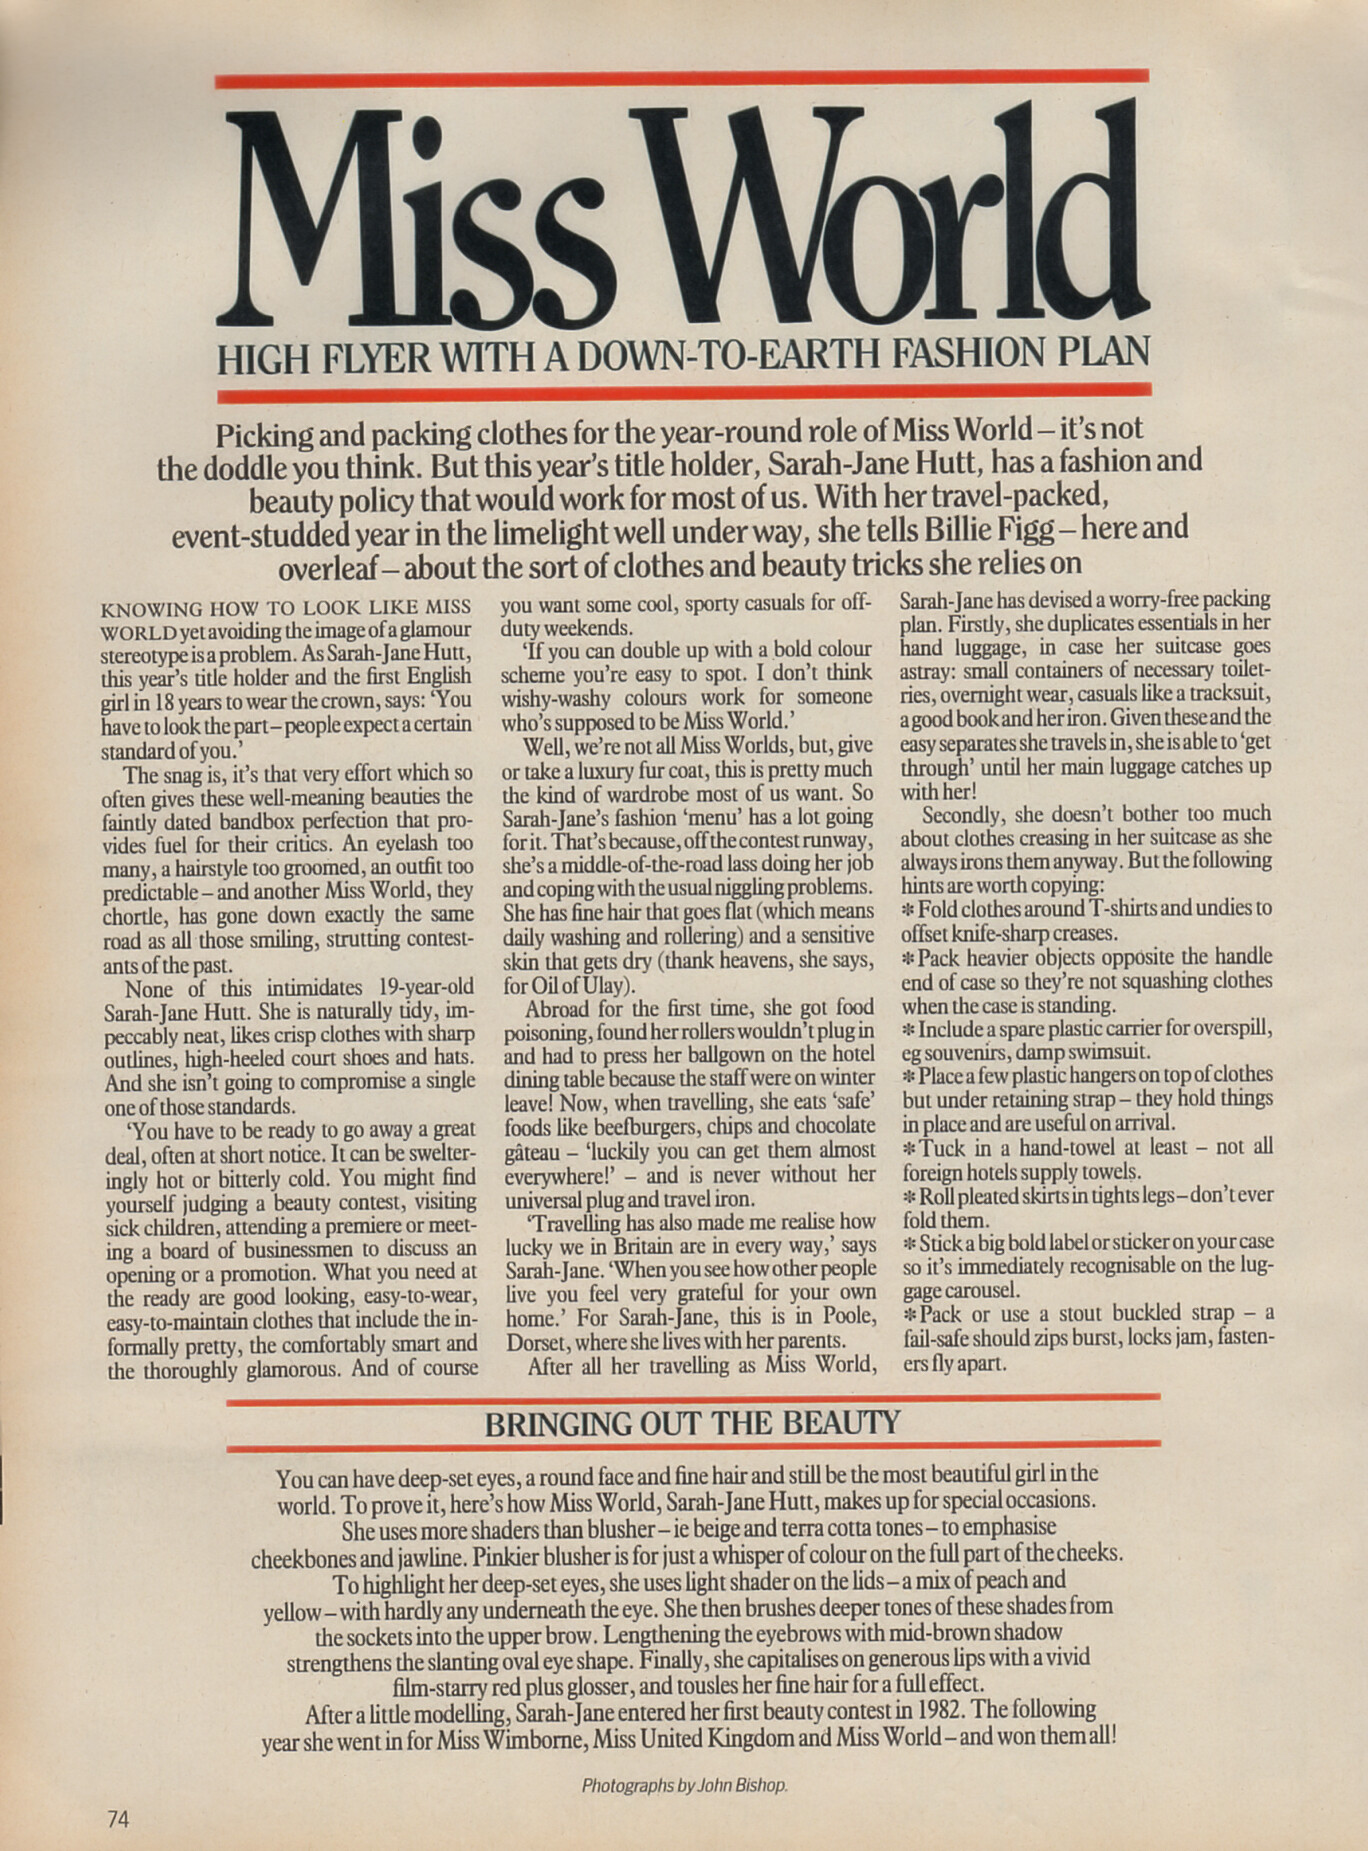 Miss World
HIGH FLYER WITH A DOWN-TO-EARTH FASHION PLAN
Picking and packing clothes for the year-round role of Miss World – it's not
the doddle you think. But this year's title holder, Sarah-Jane Hutt, has a fashion and
beauty policy that would work for most of us. With her travel-packed,
event-studded year in the limelight well under way, she tells Billie Figg – here and
overleaf – about the sort of clothes and beauty tricks she relies on
KNOWING HOW TO LOOK LIKE MISS
WORLD yet avoiding the image of a glamour
stereotype is a problem. As Sarah-Jane Hutt,
this year's title holder and the first English
girl in 18 years to wear the crown, says: 'You
have to look the part – people expect a certain
standard of you.'
The snag is, it's that very effort which so
often gives these well-meaning beauties the
faintly dated bandbox perfection that pro-
vides fuel for their critics. An eyelash too
many, a hairstyle too groomed, an outfit too
predictable – and another Miss World, they
chortle, has gone down exactly the same
road as all those smiling, strutting contest-
ants of the past.
None of this intimidates 19-year-old
Sarah-Jane Hutt. She is naturally tidy, im-
peccably neat, likes crisp clothes with sharp
outlines, high-heeled court shoes and hats.
And she isn't going to compromise a single
one of those standards.
'You have to be ready to go away a great
deal, often at short notice. It can be swelter-
ingly hot or bitterly cold. You might find
yourself judging a beauty contest, visiting
sick children, attending a premiere or meet-
ing a board of businessmen to discuss an
opening or a promotion. What you need at
the ready are good looking, easy-to-wear,
easy-to-maintain clothes that include the in-
formally pretty, the comfortably smart and
the thoroughly glamorous. And of course
you want some cool, sporty casuals for off-
duty weekends.
'If you can double up with a bold colour
scheme you're easy to spot. I don't think
wishy-washy colours work for someone
who's supposed to be Miss World.'
Well, we're not all Miss Worlds, but, give
or take a luxury fur coat, this is pretty much
the kind of wardrobe most of us want. So
Sarah-Jane's fashion 'menu' has a lot going
for it. That's because, off the contest runway,
she's a middle-of-the-road lass doing her job
and coping with the usual niggling problems.
She has fine hair that goes flat (which means
daily washing and rollering) and a sensitive
skin that gets dry (thank heavens, she says,
for Oil of Ulay).
Abroad for the first time, she got food
poisoning, found her rollers wouldn't plug in
and had to press her ballgown on the hotel
dining table because the staff were on winter
leave! Now, when travelling, she eats 'safe'
foods like beefburgers, chips and chocolate
gâteau – 'luckily you can get them almost
everywhere!' – and is never without her
universal plug and travel iron.
'Travelling has also made me realise how
lucky we in Britain are in every way,' says
Sarah-Jane. 'When you see how other people
live you feel very grateful for your own
home.' For Sarah-Jane, this is in Poole,
Dorset, where she lives with her parents.
After all her travelling as Miss World,
Sarah-Jane has devised a worry-free packing
plan. Firstly, she duplicates essentials in her
hand luggage, in case her suitcase goes
astray: small containers of necessary toilet-
ries, overnight wear, casuals like a tracksuit,
a good book and her iron. Given these and the
easy separates she travels in, she is able to 'get
through' until her main luggage catches up
with her!
Secondly, she doesn't bother too much
about clothes creasing in her suitcase as she
always irons them anyway. But the following
hints are worth copying:
* Fold clothes around T-shirts and undies to
offset knife-sharp creases.
* Pack heavier objects opposite the handle
end of case so they're not squashing clothes
when the case is standing.
* Include a spare plastic carrier for overspill,
eg souvenirs, damp swimsuit.
* Place a few plastic hangers on top of clothes
but under retaining strap – they hold things
in place and are useful on arrival.
* Tuck in a hand-towel at least – not all
foreign hotels supply towels.
* Roll pleated skirts in tights legs – don't ever
fold them.
* Stick a big bold label or sticker on your case
so it's immediately recognisable on the lug-
gage carousel.
* Pack or use a stout buckled strap – a
fail-safe should zips burst, locks jam, fasten-
ers fly apart.
BRINGING OUT THE BEAUTY
You can have deep-set eyes, a round face and fine hair and still be the most beautiful girl in the
world. To prove it, here's how Miss World, Sarah-Jane Hutt, makes up for special occasions.
She uses more shaders than blusher – ie beige and terra cotta tones – to emphasise
cheekbones and jawline. Pinkier blusher is for just a whisper of colour on the full part of the cheeks.
To highlight her deep-set eyes, she uses light shader on the lids – a mix of peach and
yellow – with hardly any underneath the eye. She then brushes deeper tones of these shades from
the sockets into the upper brow. Lengthening the eyebrows with mid-brown shadow
strengthens the slanting oval eye shape. Finally, she capitalises on generous lips with a vivid
film-starry red plus glosser, and tousles her fine hair for a full effect.
After a little modelling, Sarah-Jane entered her first beauty contest in 1982. The following
year she went in for Miss Wimborne, Miss United Kingdom and Miss World – and won them all!
Photographs by John Bishop.
74